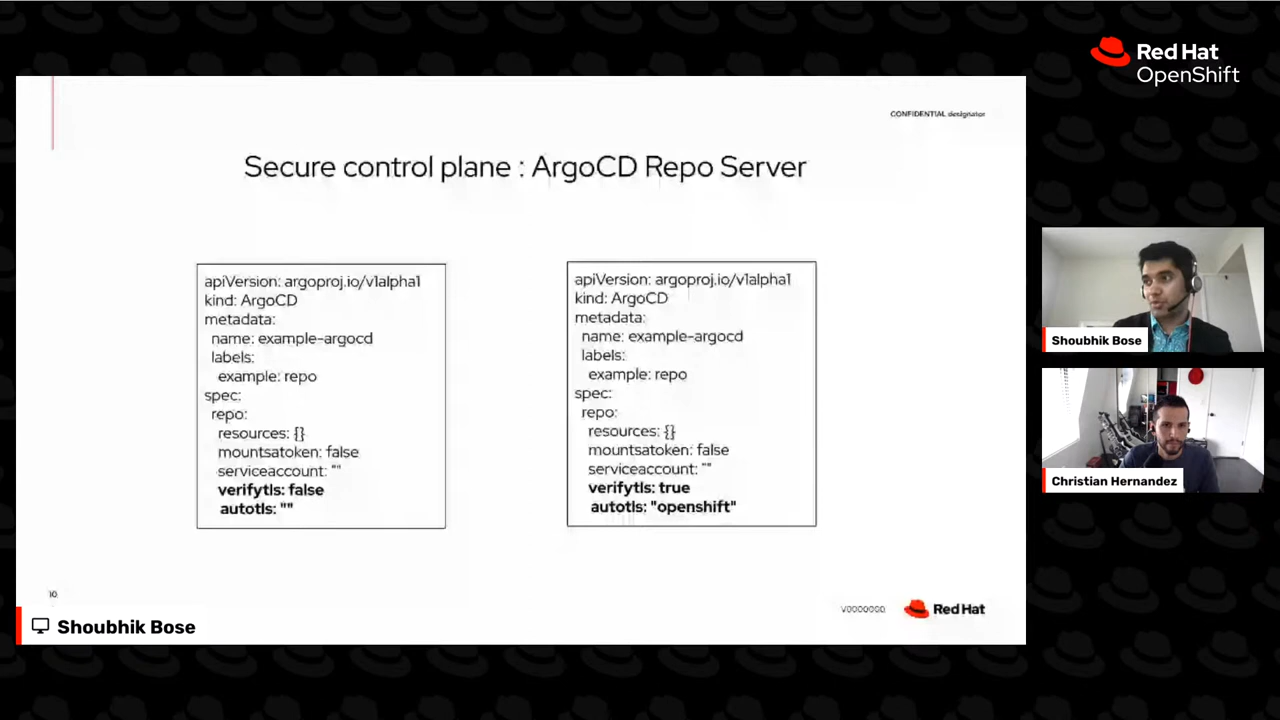 Red Hat
OpenShift
CONFIDENTIAL designator
Secure control plane : ArgoCD Repo Server
apiVersion: argoproj.io/v1alpha1
kind: ArgoCD
metadata:
name: example-argocd
labels:
example: repo
spec:
repo:
resources: {}
mountsatoken: false
serviceaccount: ""
verifytls: false
autotls: ""
apiVersion: argoproj.io/v1alpha1
kind: ArgoCD
metadata:
name: example-argocd
labels:
example: repo
spec:
repo:
resources: {}
mountsatoken: false
serviceaccount: ""
verifytls: true
autotls: "openshift"
10
V0000000
Red Hat
Shoubhik Bose
Shoubhik Bose
Christian Hernandez